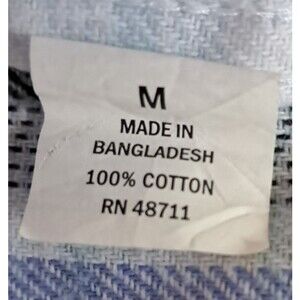 M
MADE IN
BANGLADESH
100% COTTON
RN 48711